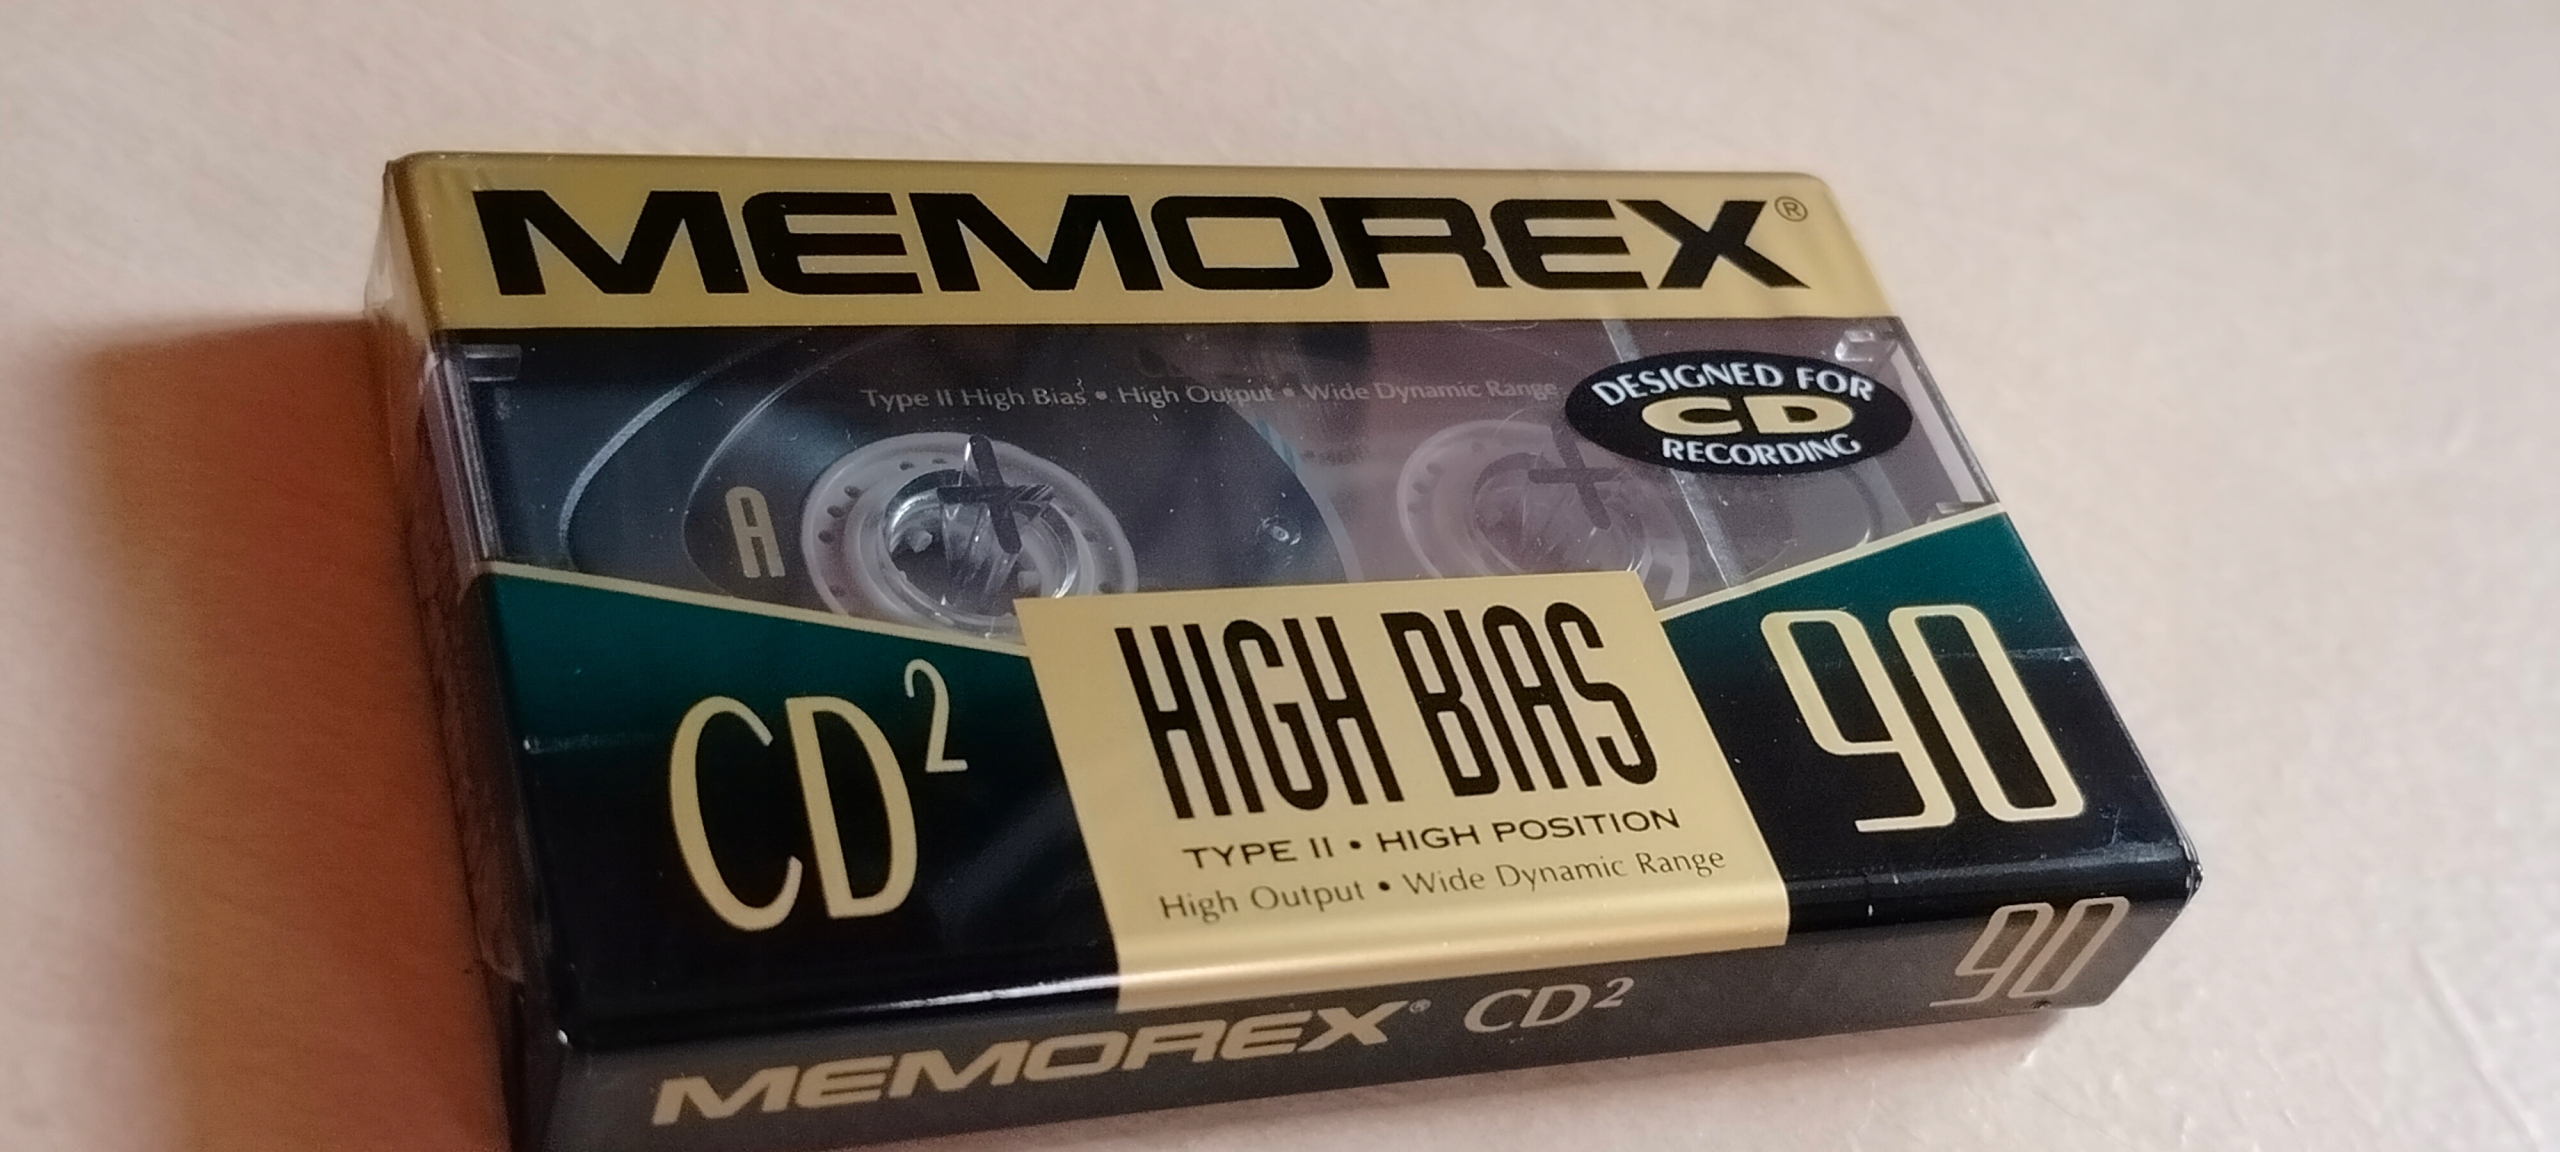 MEMOREX®
Type II High Bias • High Output • Wide Dynamic Range
DESIGNED FOR
CD
RECORDING
A
CD²
HIGH BIAS
TYPE II • HIGH POSITION
High Output • Wide Dynamic Range
90
MEMOREX® CD² 90